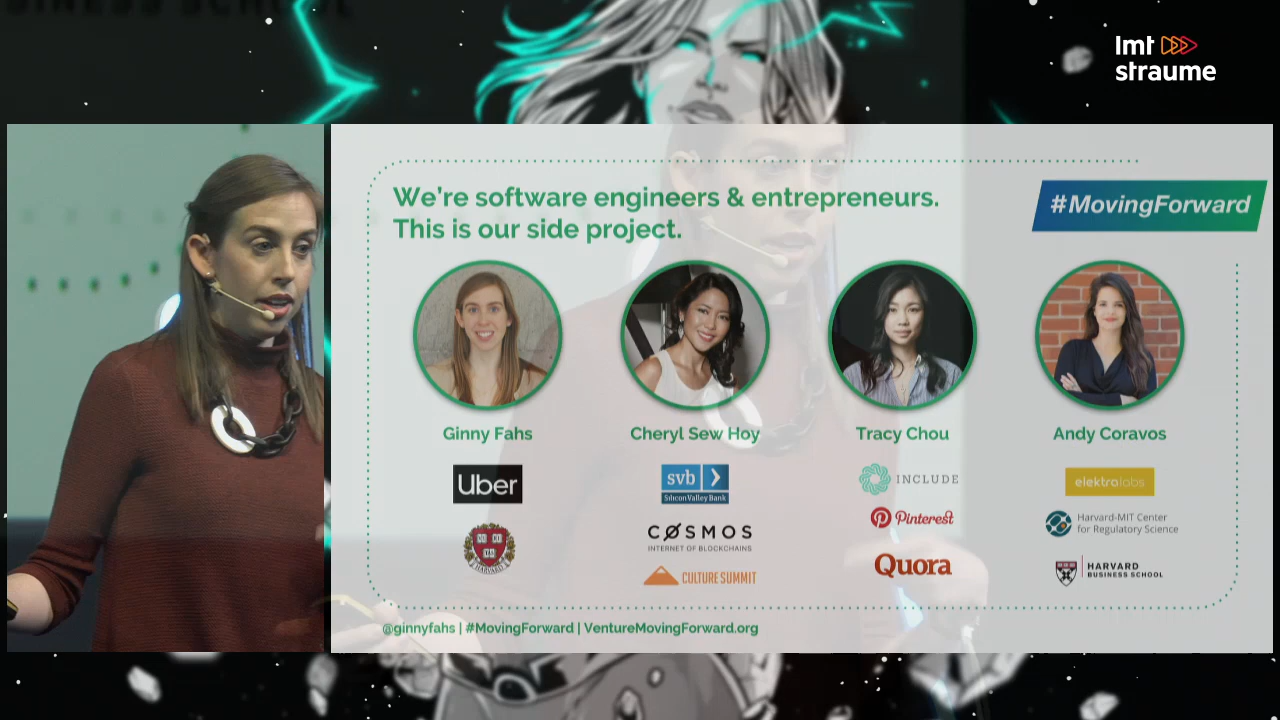 lmt
straume
We're software engineers & entrepreneurs.
This is our side project.
#MovingForward
Ginny Fahs
Cheryl Sew Hoy
Tracy Chou
Andy Coravos
Uber
HARVARD
svb
Silicon Valley Bank
CØSMOS
INTERNET OF BLOCKCHAINS
CULTURE SUMMIT
INCLUDE
Pinterest
Quora
elektralabs
Harvard-MIT Center
for Regulatory Science
HARVARD
BUSINESS SCHOOL
@ginnyfahs | #MovingForward | VentureMovingForward.org